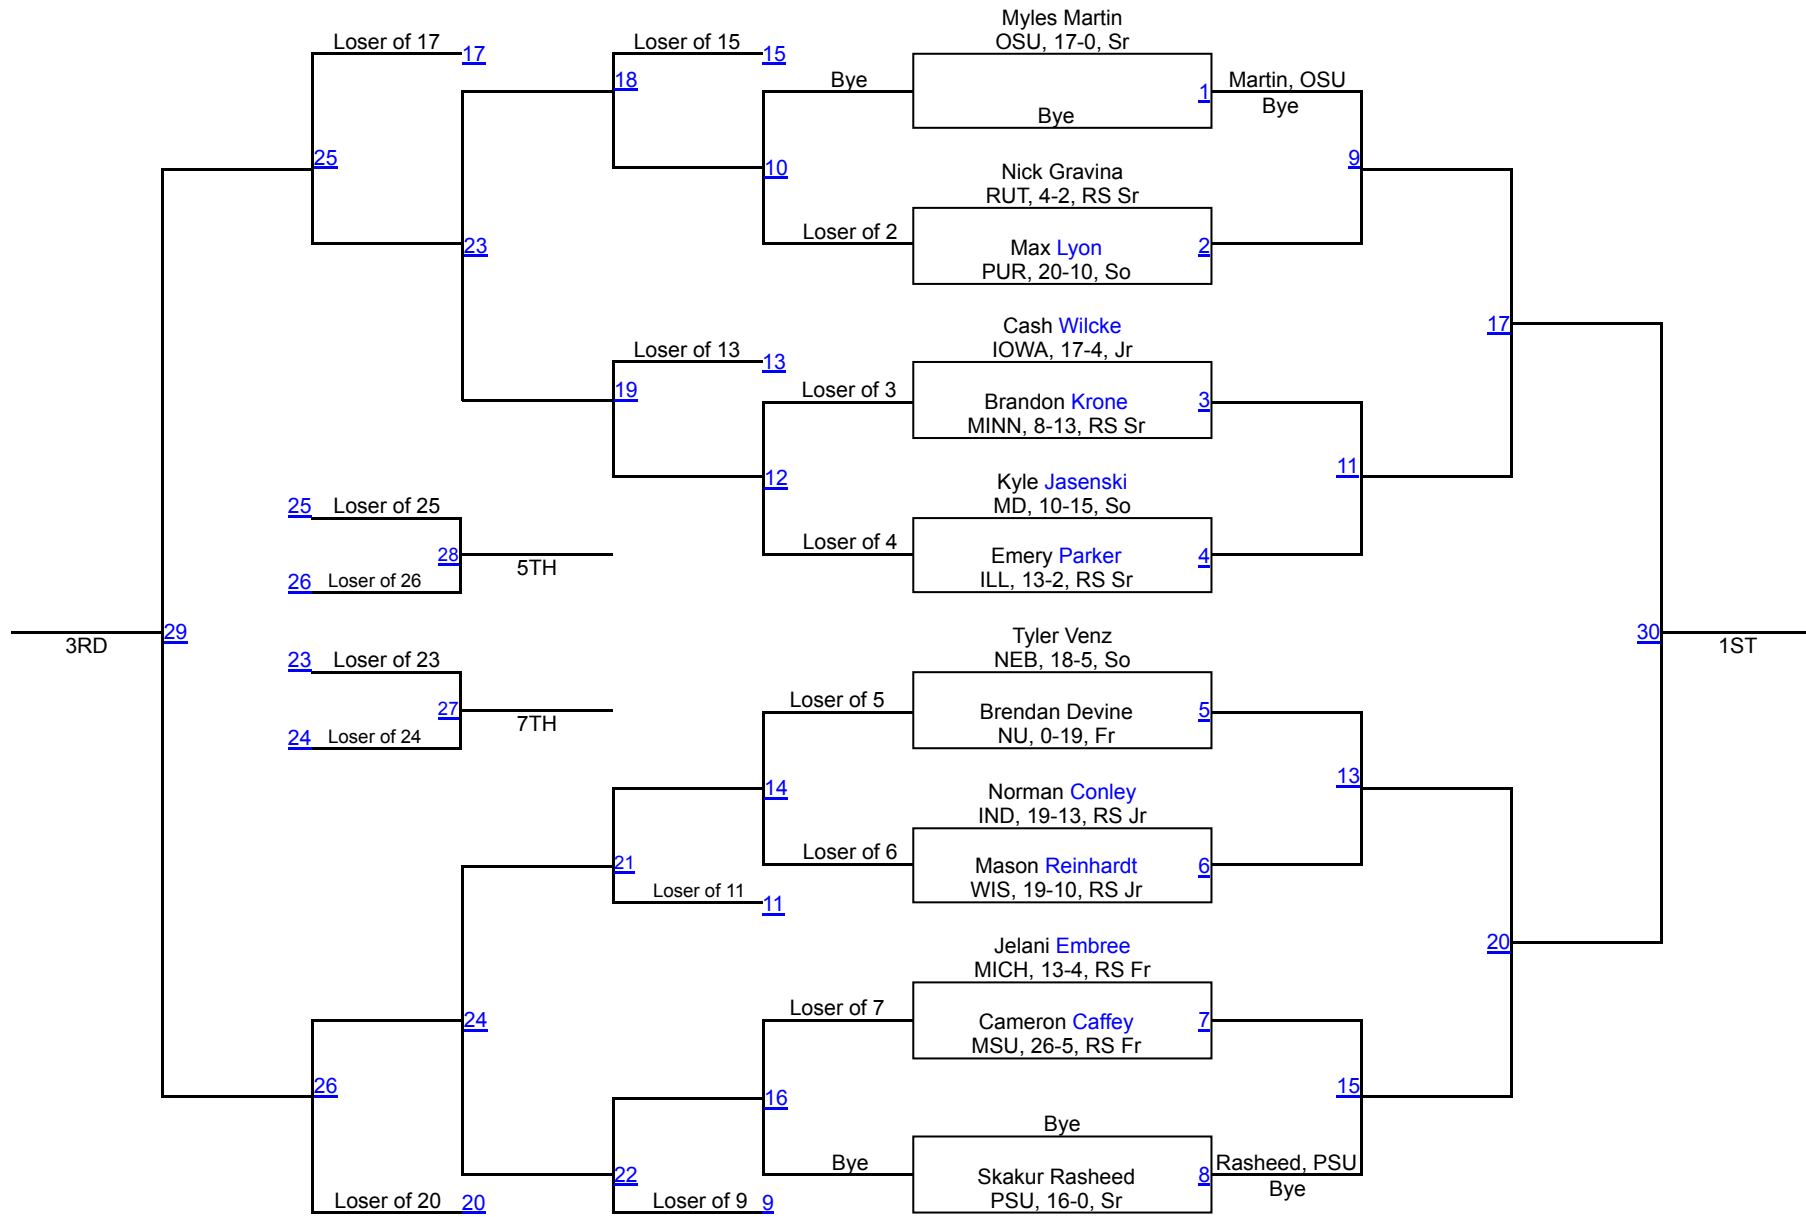 Myles Martin
OSU, 17-0, Sr
Loser of 17
17
Loser of 15
15
18
Bye
1
Martin, OSU
Bye
Bye
25
10
9
Nick Gravina
RUT, 4-2, RS Sr
Loser of 2
23
Max Lyon
2
PUR, 20-10, So
Cash Wilcke
17
IOWA, 17-4, Jr
Loser of 13
13
19
Loser of 3
Brandon Krone
3
MINN, 8-13, RS Sr
12
11
Kyle Jasenski
MD, 10-15, So
25
Loser of 25
28
5TH
26
Loser of 26
Loser of 4
Emery Parker
4
ILL, 13-2, RS Sr
3RD
29
30
1ST
Tyler Venz
NEB, 18-5, So
23
Loser of 23
27
7TH
24
Loser of 24
Loser of 5
Brendan Devine
5
NU, 0-19, Fr
14
13
Norman Conley
IND, 19-13, RS Jr
21
Loser of 6
Mason Reinhardt
6
WIS, 19-10, RS Jr
Loser of 11
11
Jelani Embree
20
MICH, 13-4, RS Fr
24
Loser of 7
Cameron Caffey
7
MSU, 26-5, RS Fr
26
16
15
Bye
Bye
22
Skakur Rasheed
8
Rasheed, PSU
Bye
PSU, 16-0, Sr
Loser of 20
20
Loser of 9
9